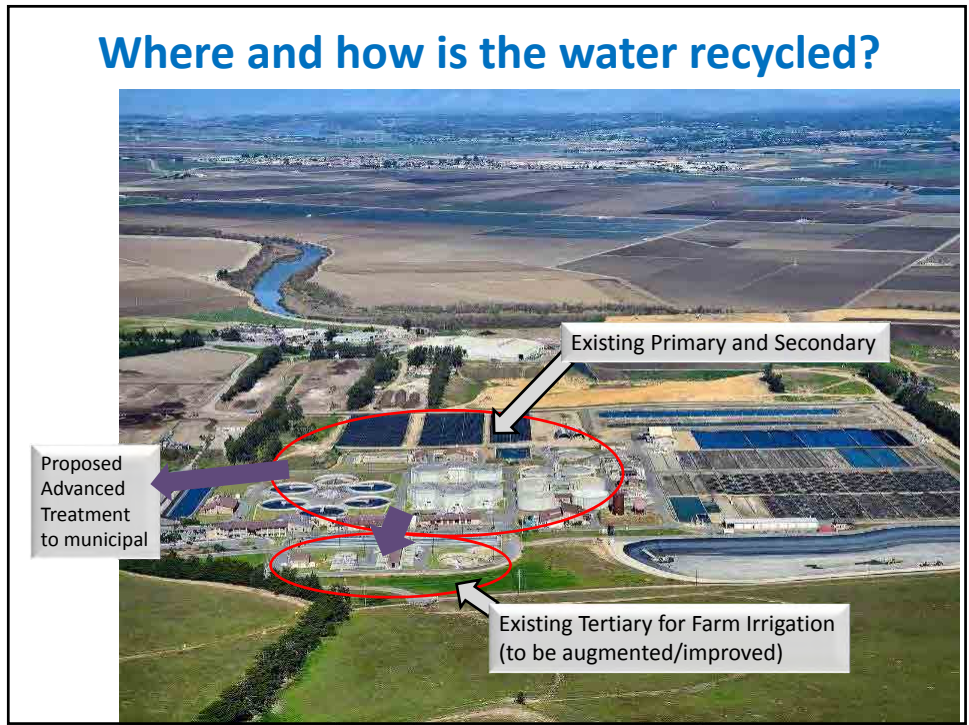 Where and how is the water recycled?
Existing Primary and Secondary
Proposed
Advanced
Treatment
to municipal
Existing Tertiary for Farm Irrigation
(to be augmented/improved)